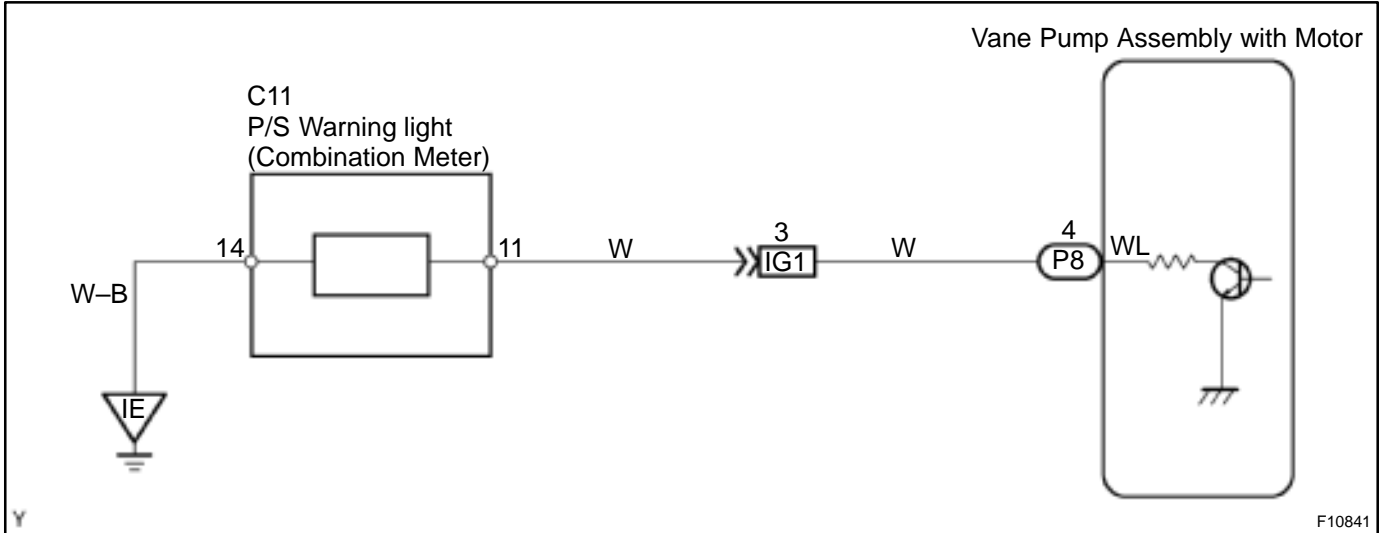 Vane Pump Assembly with Motor
C11
P/S Warning light
(Combination Meter)
14
11
W
3
IG1
W
4
P8
WL
W–B
IE
Y
F10841